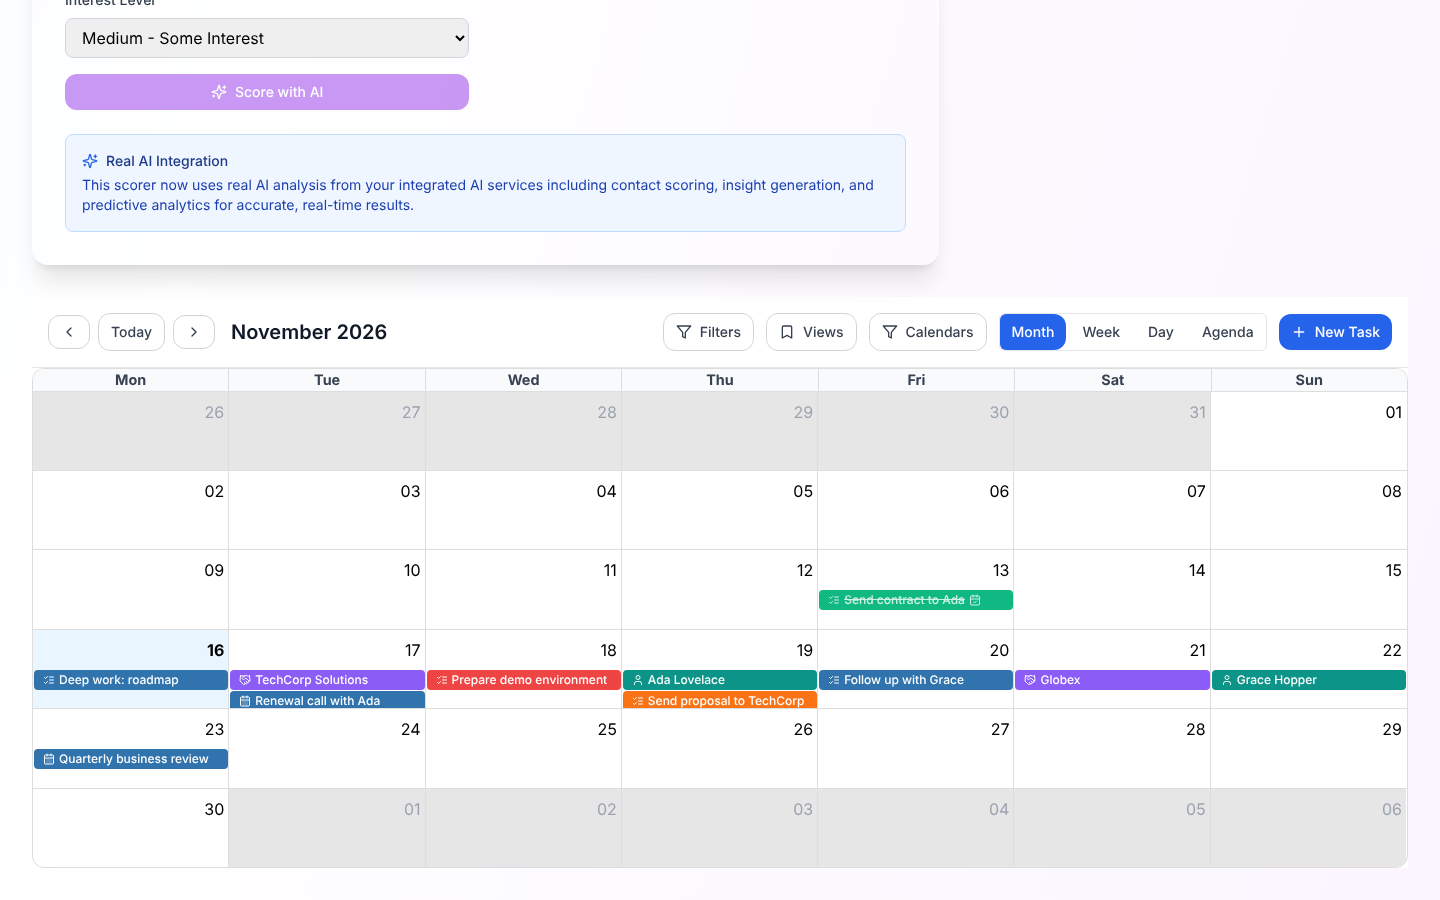 Interest Level
Medium - Some Interest
Score with AI
Real AI Integration
This scorer now uses real AI analysis from your integrated AI services including contact scoring, insight generation, and
predictive analytics for accurate, real-time results.
Today
November 2026
Filters
Views
Calendars
Month
Week
Day
Agenda
New Task
Mon Tue Wed Thu Fri Sat Sun
26 27 28 29 30 31 01
02 03 04 05 06 07 08
09 10 11 12 13 14 15
Send contract to Ada
16 17 18 19 20 21 22
Deep work: roadmap
TechCorp Solutions
Prepare demo environment
Ada Lovelace
Follow up with Grace
Globex
Grace Hopper
Renewal call with Ada
Send proposal to TechCorp
23 24 25 26 27 28 29
Quarterly business review
30 01 02 03 04 05 06